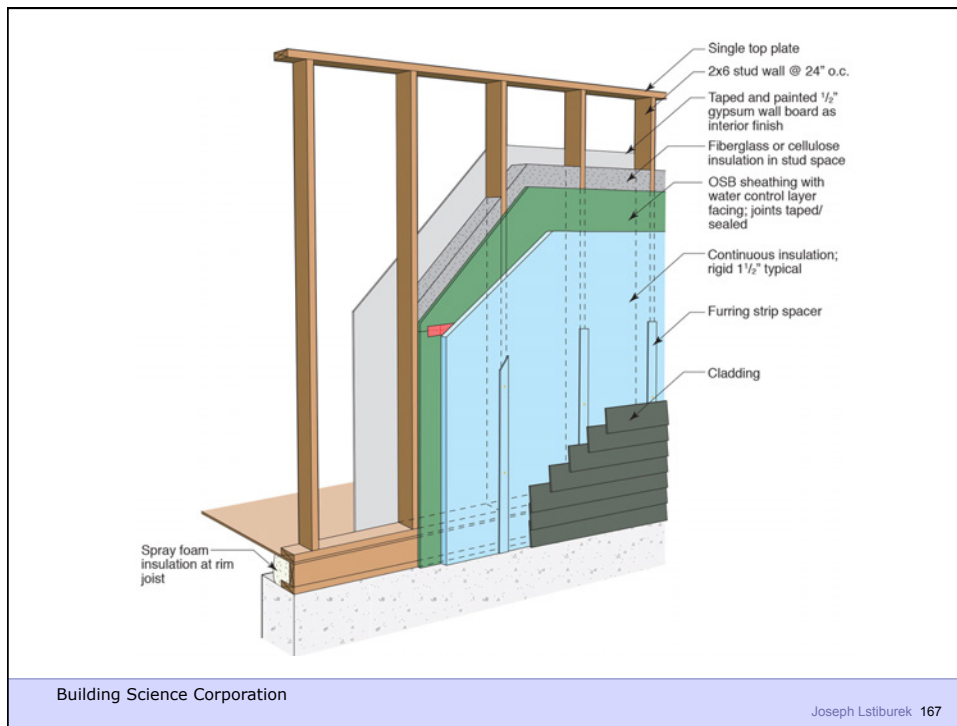 Single top plate
2x6 stud wall @ 24" o.c.
Taped and painted 1/2"
gypsum wall board as
interior finish
Fiberglass or cellulose
insulation in stud space
OSB sheathing with
water control layer
facing; joints taped/
sealed
Continuous insulation;
rigid 1 1/2" typical
Furring strip spacer
Cladding
Spray foam
insulation at rim
joist
Building Science Corporation
Joseph Lstiburek 167